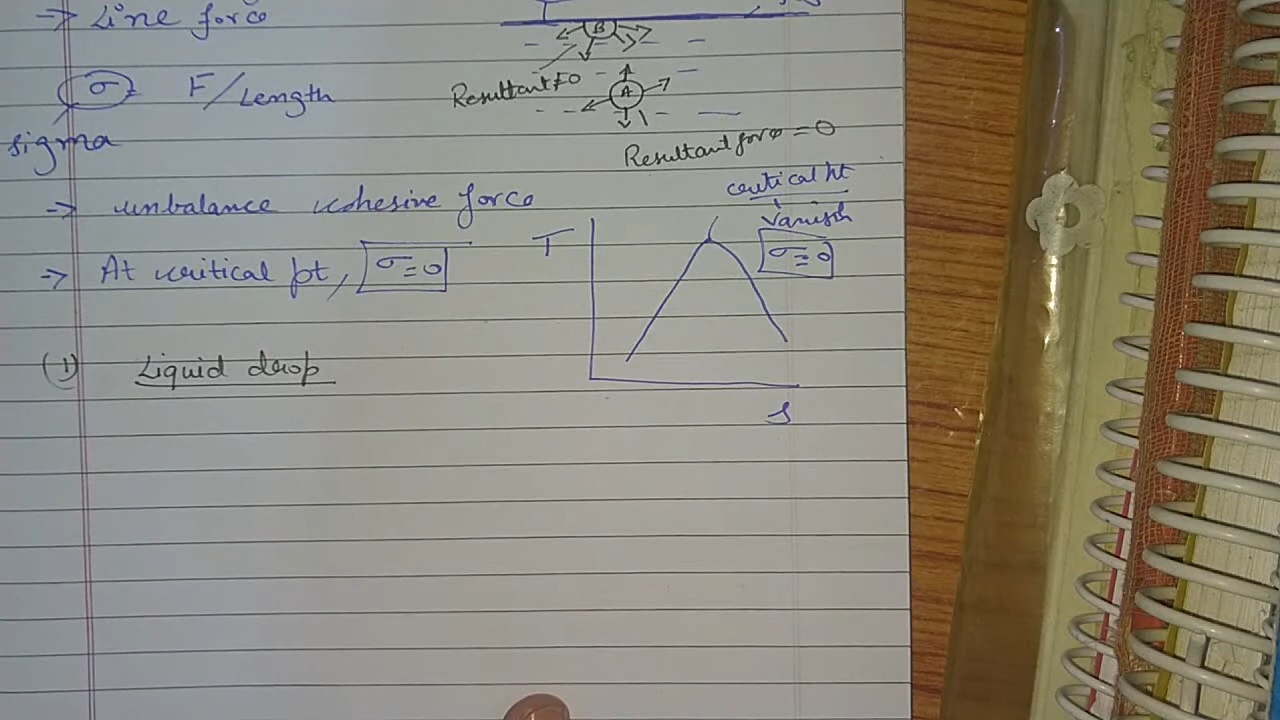 → Line force
B
Resultant ≠ 0
A
σ F/Length
sigma
Resultant force = 0
→ unbalance cohesive force
critical pt
Vanish
σ = 0
T
→ At critical pt, σ = 0
(1) Liquid drop
s